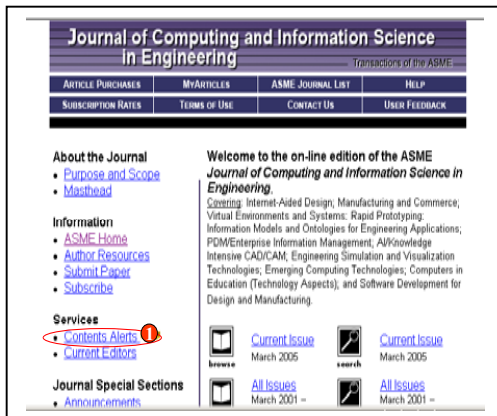 Journal of Computing and Information Science
in Engineering
Transactions of the ASME
ARTICLE PURCHASES MYARTICLES ASME JOURNAL LIST HELP
SUBSCRIPTION RATES TERMS OF USE CONTACT US USER FEEDBACK
About the Journal
• Purpose and Scope
• Masthead
Information
• ASME Home
• Author Resources
• Submit Paper
• Subscribe
Services
• Contents Alerts 1
• Current Editors
Journal Special Sections
• Announcements
Welcome to the on-line edition of the ASME
Journal of Computing and Information Science in
Engineering.
Covering: Internet-Aided Design; Manufacturing and Commerce;
Virtual Environments and Systems: Rapid Prototyping:
Information Models and Ontologies for Engineering Applications;
PDM/Enterprise Information Management; AI/Knowledge
Intensive CAD/CAM; Engineering Simulation and Visualization
Technologies; Emerging Computing Technologies; Computers in
Education (Technology Aspects); and Software Development for
Design and Manufacturing.
browse
Current Issue
March 2005
search
Current Issue
March 2005
All Issues
March 2001 –
All Issues
March 2001 –